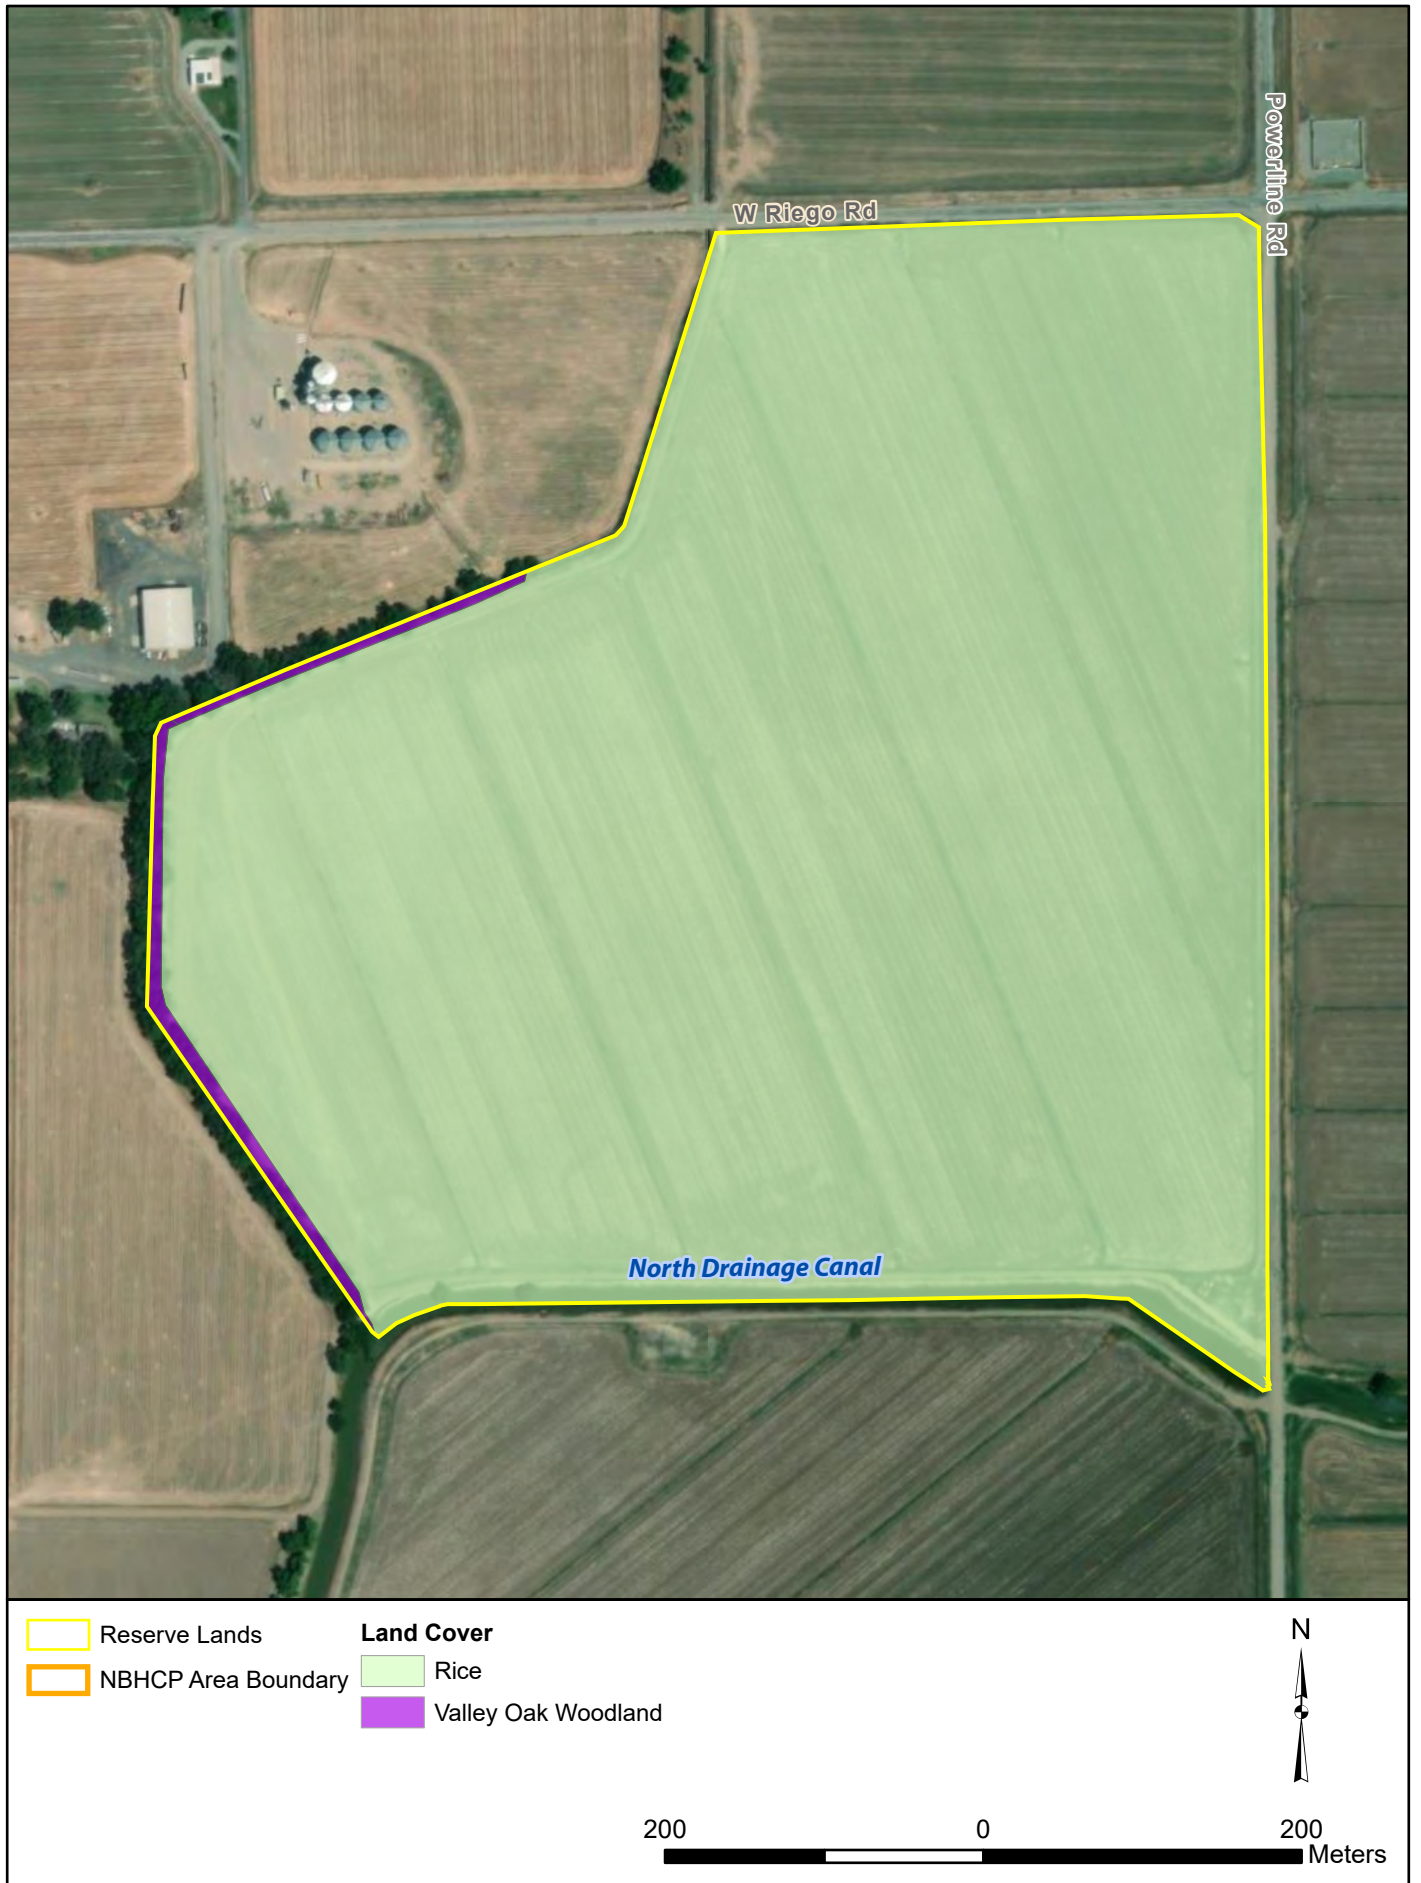 W Riego Rd
Powerline Rd
North Drainage Canal
Reserve Lands
NBHCP Area Boundary
Land Cover
Rice
Valley Oak Woodland
N
200 0 200
Meters